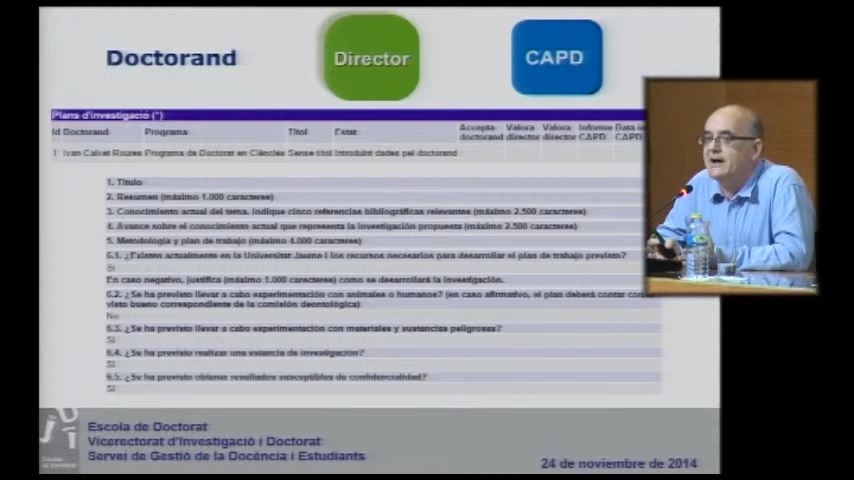 Doctorand
Director
CAPD
Plans d'investigació (*)
Id Doctorand Programa Títol Estat Accepta doctorand Valora director Valora director Informe CAPD Data CAPD
1 Ivan Calvet Roures Programa de Doctorat en Ciències Sense títol Introduint dades pel doctorand
1. Título
2. Resumen (máximo 1.000 caracteres)
3. Conocimiento actual del tema. Indique cinco referencias bibliográficas relevantes (máximo 2.500 caracteres)
4. Avance sobre el conocimiento actual que representa la investigación propuesta (máximo 2.500 caracteres)
5. Metodología y plan de trabajo (máximo 4.000 caracteres)
6.1. ¿Existen actualmente en la Universitat Jaume I los recursos necesarios para desarrollar el plan de trabajo previsto?
Sí
En caso negativo, justifica (máximo 1.000 caracteres) como se desarrollará la investigación.
6.2. ¿Se ha previsto llevar a cabo experimentación con animales o humanos? (en caso afirmativo, el plan deberá contar con
visto bueno correspondiente de la comisión deontológica)
No
6.3. ¿Se ha previsto llevar a cabo experimentación con materiales y sustancias peligrosas?
Sí
6.4. ¿Se ha previsto realizar una estancia de investigación?
Sí
6.5. ¿Se ha previsto obtener resultados susceptibles de confidencialidad?
Sí
Escola de Doctorat
Vicerectorat d'Investigació i Doctorat
Servei de Gestió de la Docència i Estudiants
24 de noviembre de 2014